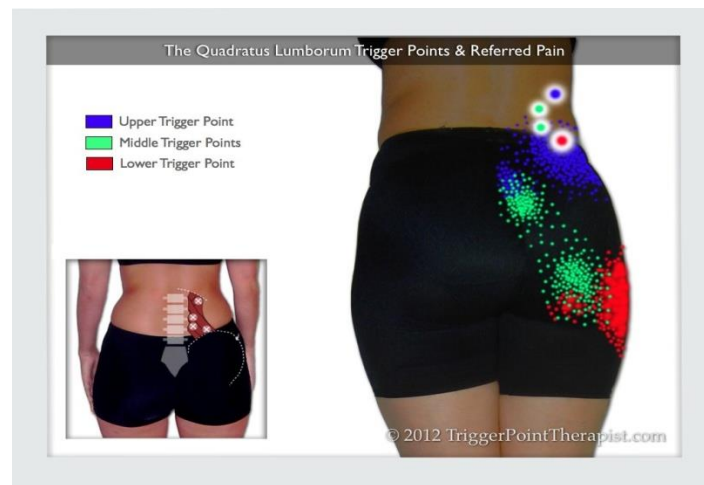 The Quadratus Lumborum Trigger Points & Referred Pain
Upper Trigger Point
Middle Trigger Points
Lower Trigger Point
© 2012 TriggerPointTherapist.com